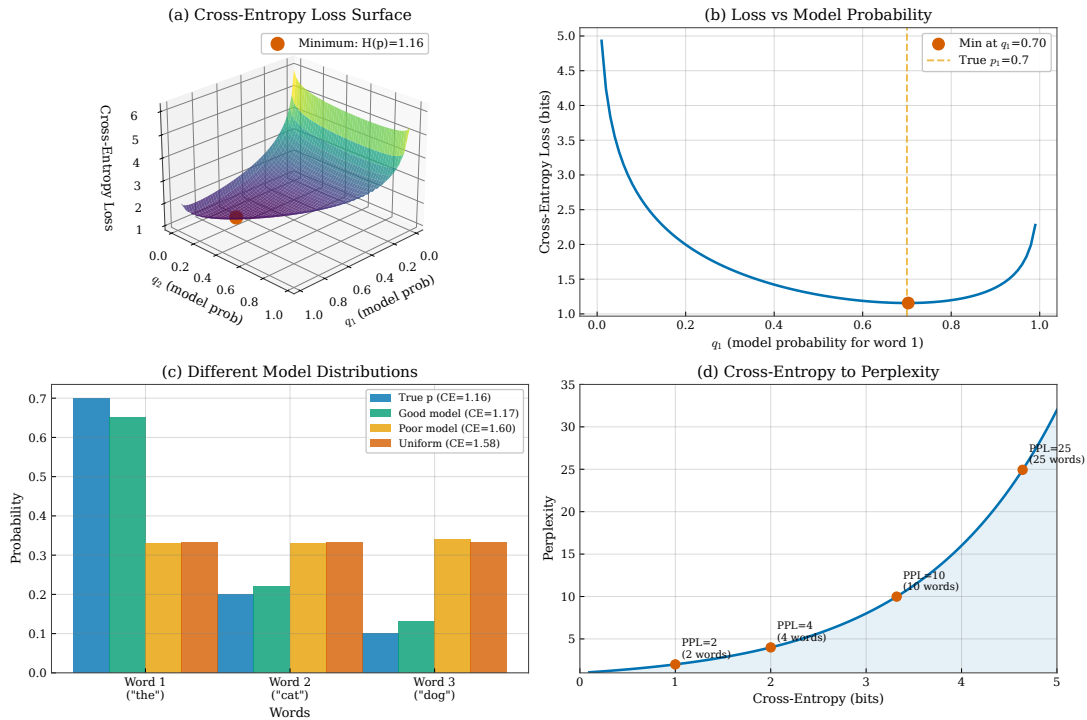 (a) Cross-Entropy Loss Surface
Minimum: H(p)=1.16
Cross-Entropy Loss
6
5
4
3
2
1
0.0
0.2
0.4
0.6
0.8
1.0
q₂ (model prob)
0.0
0.2
0.4
0.6
0.8
1.0
q₁ (model prob)
(b) Loss vs Model Probability
Min at q₁=0.70
True p₁=0.7
Cross-Entropy Loss (bits)
5.0
4.5
4.0
3.5
3.0
2.5
2.0
1.5
1.0
0.0
0.2
0.4
0.6
0.8
1.0
q₁ (model probability for word 1)
(c) Different Model Distributions
True p (CE=1.16)
Good model (CE=1.17)
Poor model (CE=1.60)
Uniform (CE=1.58)
Probability
0.7
0.6
0.5
0.4
0.3
0.2
0.1
0.0
Word 1
("the")
Word 2
("cat")
Word 3
("dog")
Words
(d) Cross-Entropy to Perplexity
Perplexity
35
30
25
20
15
10
5
PPL=2
(2 words)
PPL=4
(4 words)
PPL=10
(10 words)
PPL=25
(25 words)
0
1
2
3
4
5
Cross-Entropy (bits)